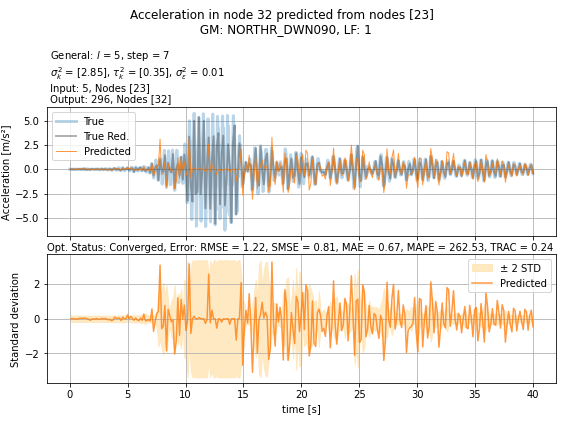 Acceleration in node 32 predicted from nodes [23]
GM: NORTHR_DWN090, LF: 1
General: l = 5, step = 7
σ²ₖ = [2.85], τ²ₖ = [0.35], σ²ε = 0.01
Input: 5, Nodes [23]
Output: 296, Nodes [32]
Acceleration [m/s²]
5.0
2.5
0.0
−2.5
−5.0
True
True Red.
Predicted
Opt. Status: Converged, Error: RMSE = 1.22, SMSE = 0.81, MAE = 0.67, MAPE = 262.53, TRAC = 0.24
Standard deviation
2
0
−2
± 2 STD
Predicted
0 5 10 15 20 25 30 35 40
time [s]